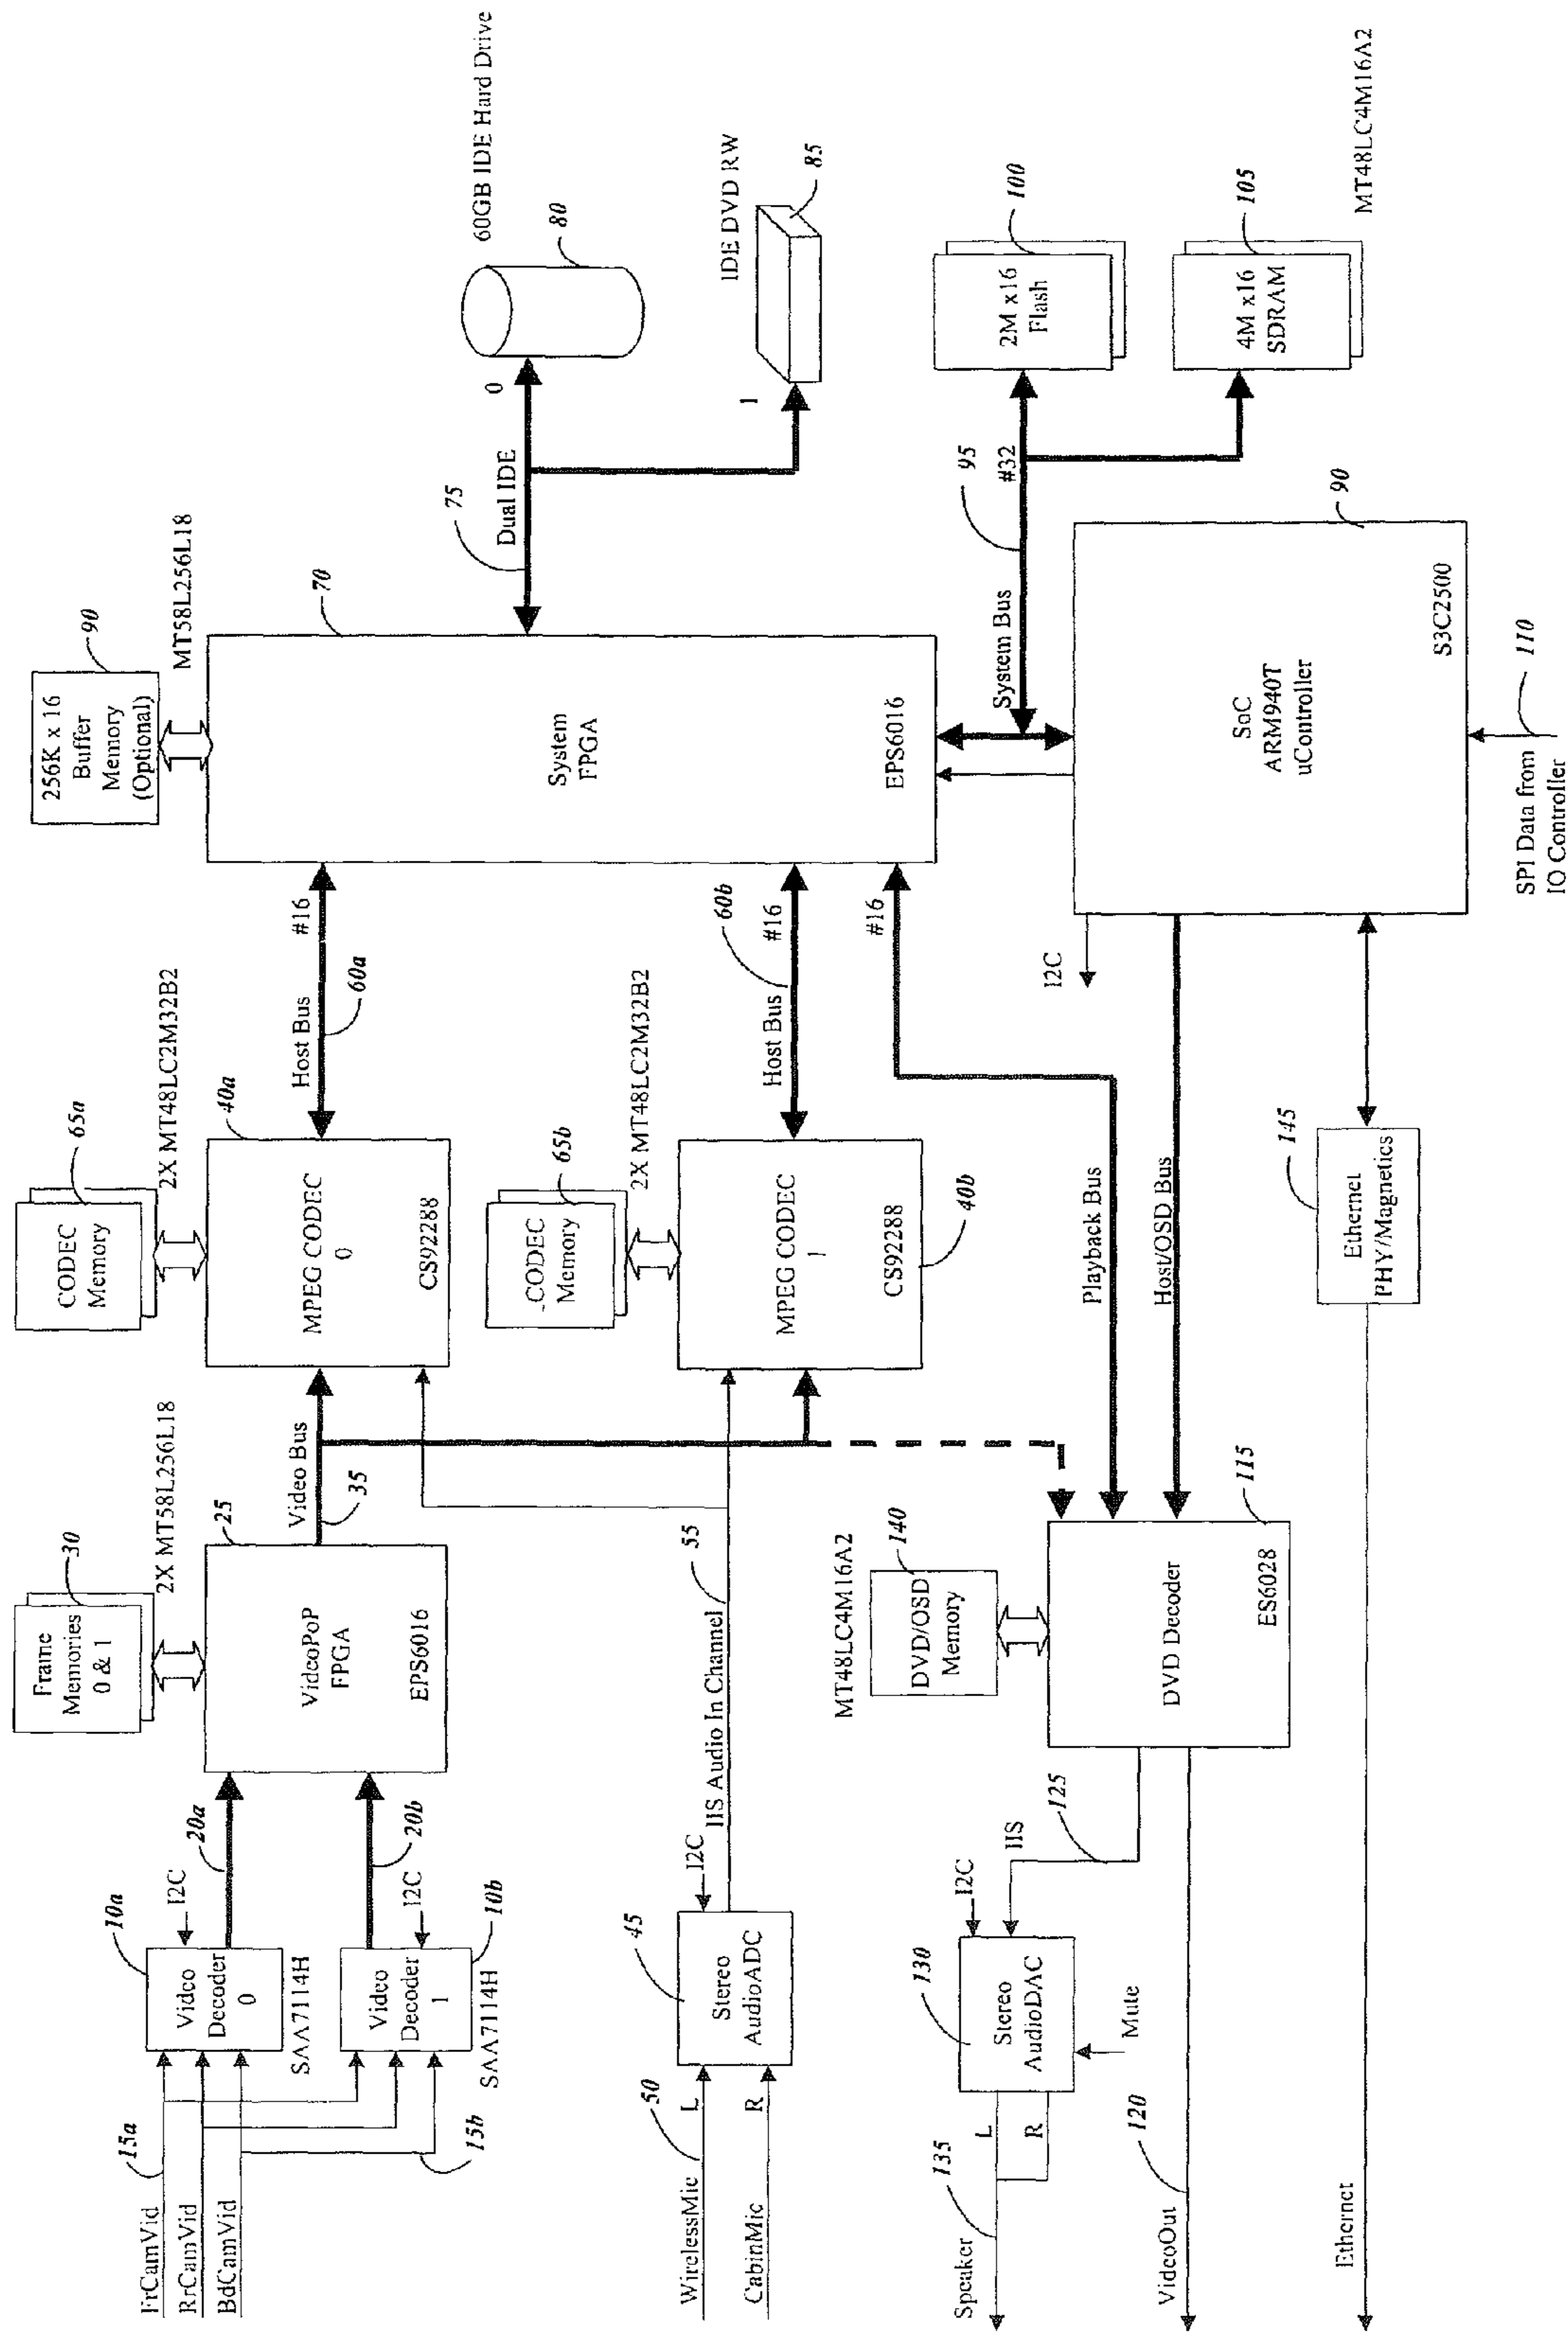 FrCamVid
RrCamVid
BdCamVid
15a
15b
10a
Video
Decoder
0
I2C
SAA7114H
Video
Decoder
1
I2C
10b
SAA7114H
20a
20b
Frame
Memories
0 & 1
30
2X MT58L256L18
25
VideoPoP
FPGA
EPS6016
Video Bus
35
CODEC
Memory
65a
2X MT48LC2M32B2
40a
MPEG CODEC
0
CS92288
Host Bus
#16
60a
CODEC
Memory
65b
2X MT48LC2M32B2
MPEG CODEC
1
CS92288
40b
Host Bus
#16
60b
#16
256K x 16
Buffer
Memory
(Optional)
90
MT58L256L18
70
System
FPGA
EPS6016
75
Dual IDE
0
60GB IDE Hard Drive
80
1
IDE DVD RW
85
WirelessMic
50
L
CabinMic
R
45
Stereo
AudioADC
I2C
IIS Audio In Channel
55
Playback Bus
Host/OSD Bus
I2C
System Bus
95
#32
2M x16
Flash
100
4M x16
SDRAM
105
MT48LC4M16A2
SoC
ARM940T
uController
S3C2500
90
SPI Data from
IO Controller
110
MT48LC4M16A2
DVD/OSD
Memory
140
DVD Decoder
ES6028
115
IIS
125
I2C
130
Stereo
AudioDAC
Mute
L
R
Speaker
135
VideoOut
120
Ethernet
PHY/Magnetics
145
Ethernet